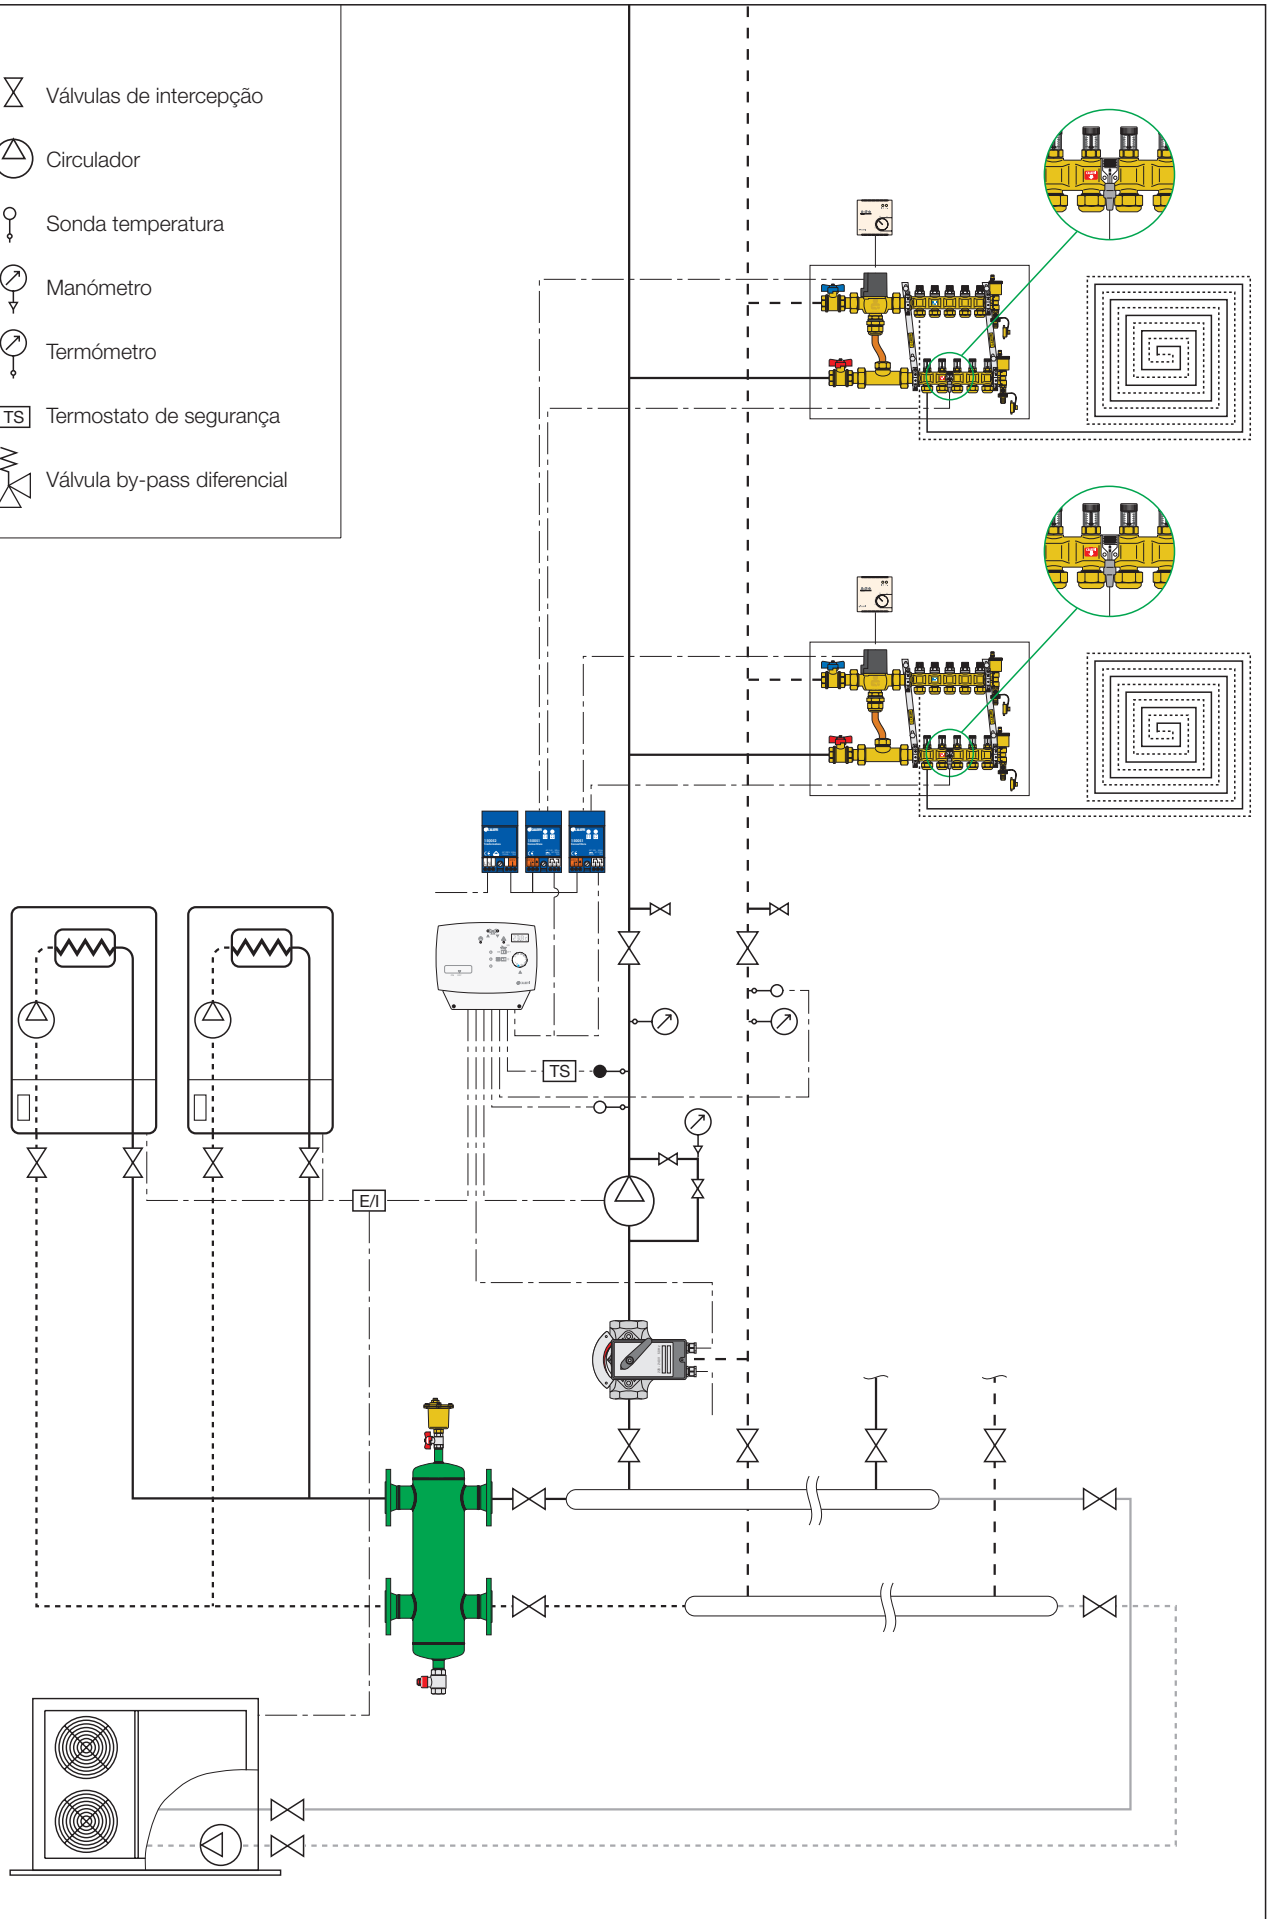 Válvulas de intercepção
Circulador
Sonda temperatura
Manómetro
Termómetro
TS Termostato de segurança
Válvula by-pass diferencial
TS
E/I